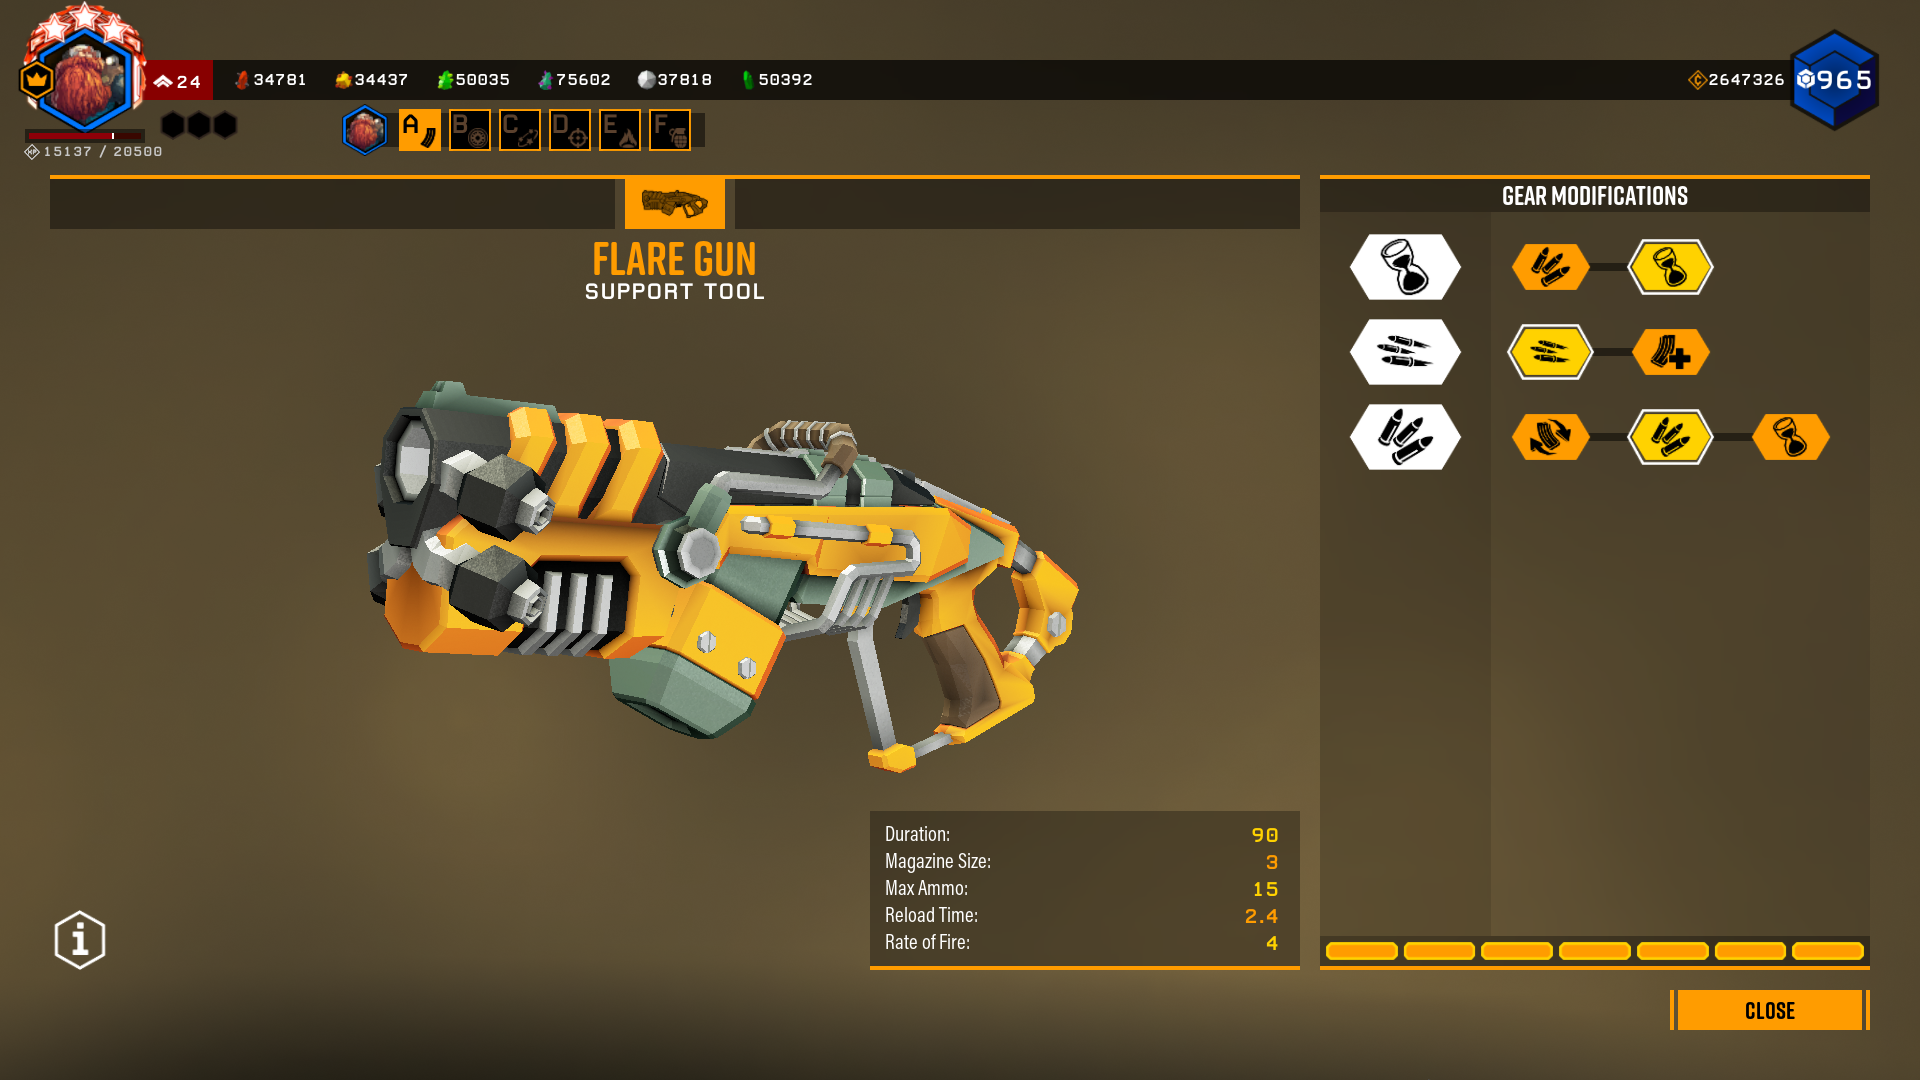 24 34781 34437 50035 75602 37818 50392 2647326 965
A B C D E F
HP 15137 / 20500
GEAR MODIFICATIONS
FLARE GUN
SUPPORT TOOL
Duration: 90
Magazine Size: 3
Max Ammo: 15
Reload Time: 2.4
Rate of Fire: 4
i
CLOSE